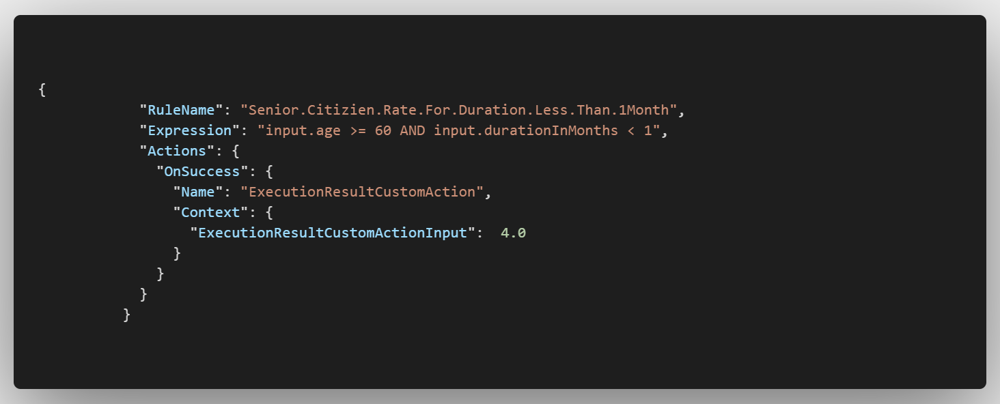 {
"RuleName": "Senior.Citizien.Rate.For.Duration.Less.Than.1Month",
"Expression": "input.age >= 60 AND input.durationInMonths < 1",
"Actions": {
"OnSuccess": {
"Name": "ExecutionResultCustomAction",
"Context": {
"ExecutionResultCustomActionInput":  4.0
}
}
}
}